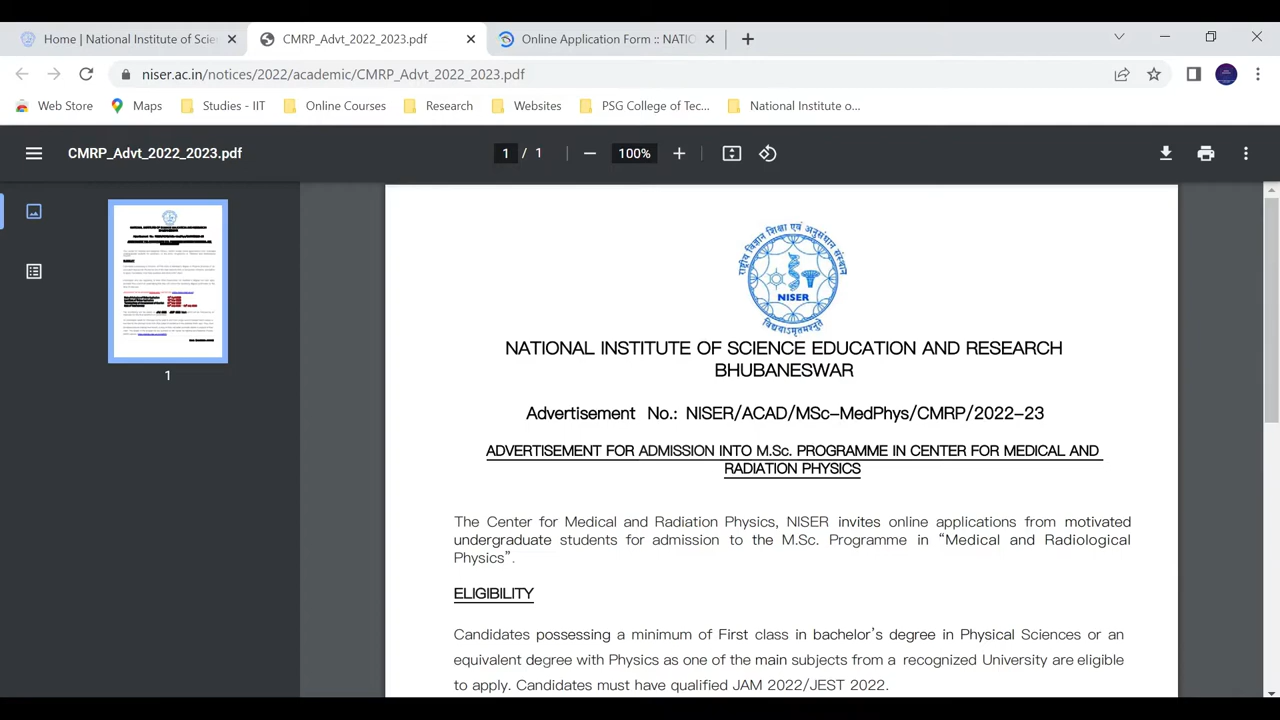 Home | National Institute of Scie
CMRP_Advt_2022_2023.pdf
Online Application Form :: NATIO
niser.ac.in/notices/2022/academic/CMRP_Advt_2022_2023.pdf
Web Store
Maps
Studies - IIT
Online Courses
Research
Websites
PSG College of Tec...
National Institute o...
CMRP_Advt_2022_2023.pdf
1 / 1
100%
1
राष्ट्रीय विज्ञान शिक्षा एवं अनुसंधान संस्थान
NISER
विद्ययाऽमृतमश्नुते
NATIONAL INSTITUTE OF SCIENCE EDUCATION AND RESEARCH
BHUBANESWAR
Advertisement No.: NISER/ACAD/MSc-MedPhys/CMRP/2022-23
ADVERTISEMENT FOR ADMISSION INTO M.Sc. PROGRAMME IN CENTER FOR MEDICAL AND
RADIATION PHYSICS
The Center for Medical and Radiation Physics, NISER invites online applications from motivated
undergraduate students for admission to the M.Sc. Programme in “Medical and Radiological
Physics”.
ELIGIBILITY
Candidates possessing a minimum of First class in bachelor's degree in Physical Sciences or an
equivalent degree with Physics as one of the main subjects from a recognized University are eligible
to apply. Candidates must have qualified JAM 2022/JEST 2022.